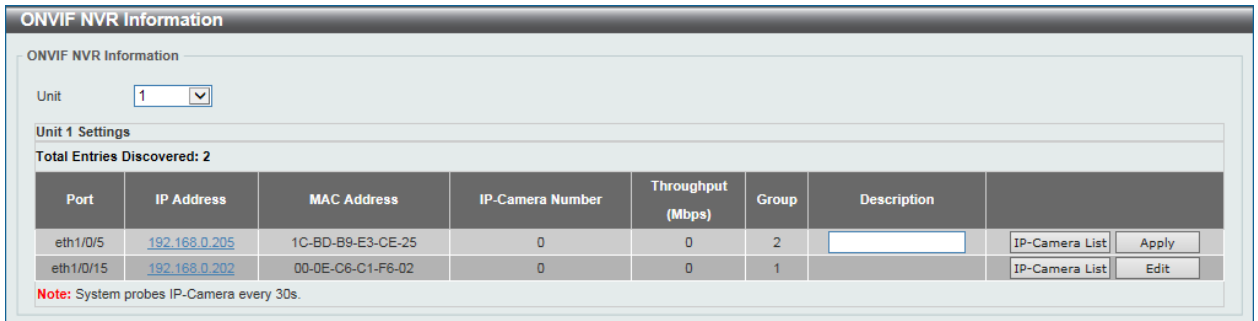 ONVIF NVR Information
ONVIF NVR Information
Unit 1
Unit 1 Settings
Total Entries Discovered: 2
Port IP Address MAC Address IP-Camera Number Throughput (Mbps) Group Description
eth1/0/5 192.168.0.205 1C-BD-B9-E3-CE-25 0 0 2 IP-Camera List Apply
eth1/0/15 192.168.0.202 00-0E-C6-C1-F6-02 0 0 1 IP-Camera List Edit
Note: System probes IP-Camera every 30s.